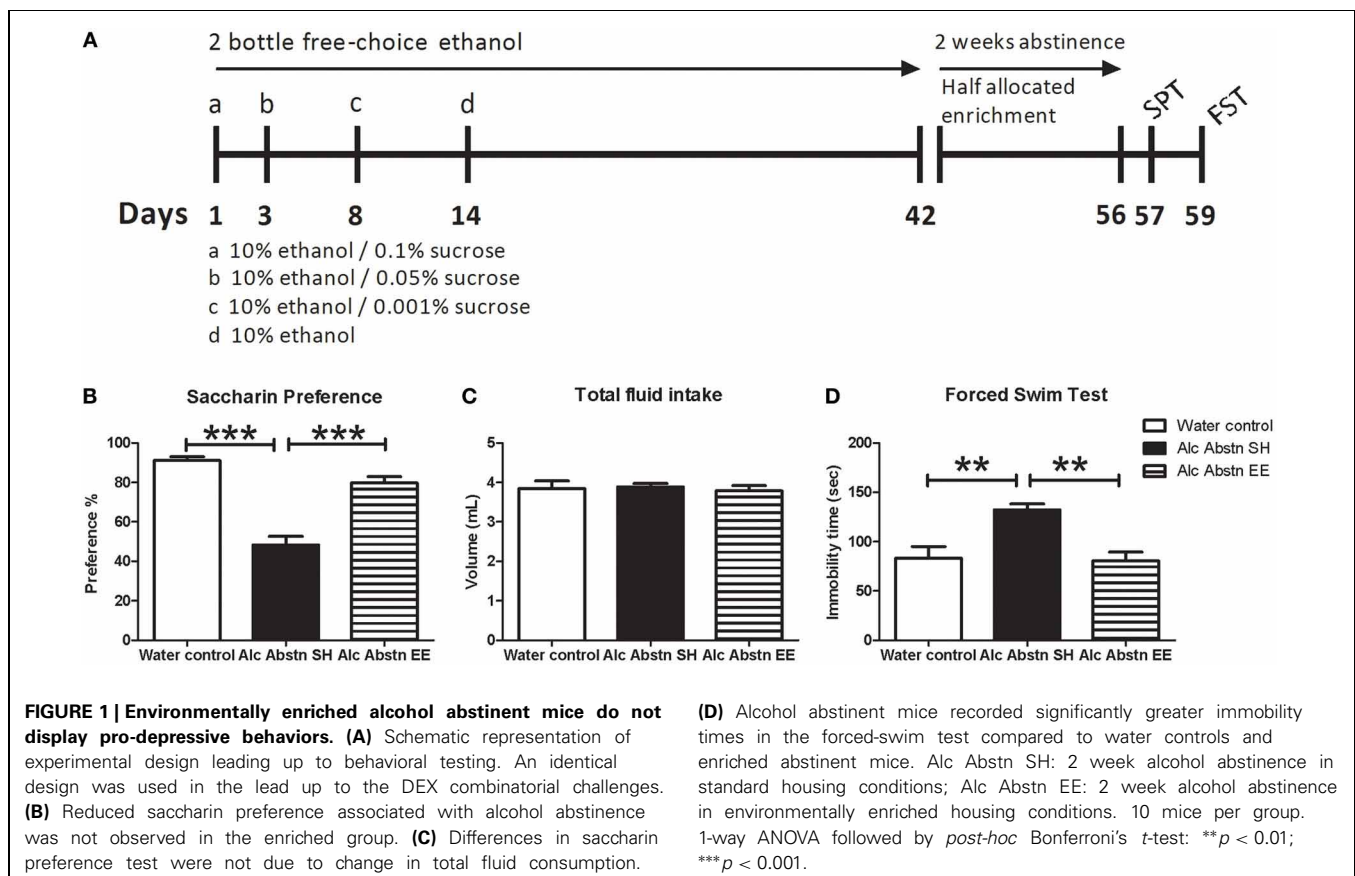 A
2 bottle free-choice ethanol
2 weeks abstinence
Half allocated
enrichment
SPT
FST
a b c d
Days 1 3 8 14 42 56 57 59
a 10% ethanol / 0.1% sucrose
b 10% ethanol / 0.05% sucrose
c 10% ethanol / 0.001% sucrose
d 10% ethanol
B
Saccharin Preference
*** ***
Preference %
100
80
60
40
20
0
Water control Alc Abstn SH Alc Abstn EE
C
Total fluid intake
Volume (mL)
5
4
3
2
1
0
Water control Alc Abstn SH Alc Abstn EE
D
Forced Swim Test
Water control
Alc Abstn SH
Alc Abstn EE
** **
Immobility time (sec)
200
150
100
50
0
Water control Alc Abstn SH Alc Abstn EE
FIGURE 1 | Environmentally enriched alcohol abstinent mice do not
display pro-depressive behaviors. (A) Schematic representation of
experimental design leading up to behavioral testing. An identical
design was used in the lead up to the DEX combinatorial challenges.
(B) Reduced saccharin preference associated with alcohol abstinence
was not observed in the enriched group. (C) Differences in saccharin
preference test were not due to change in total fluid consumption.
(D) Alcohol abstinent mice recorded significantly greater immobility
times in the forced-swim test compared to water controls and
enriched abstinent mice. Alc Abstn SH: 2 week alcohol abstinence in
standard housing conditions; Alc Abstn EE: 2 week alcohol abstinence
in environmentally enriched housing conditions. 10 mice per group.
1-way ANOVA followed by post-hoc Bonferroni's t-test: **p < 0.01;
***p < 0.001.